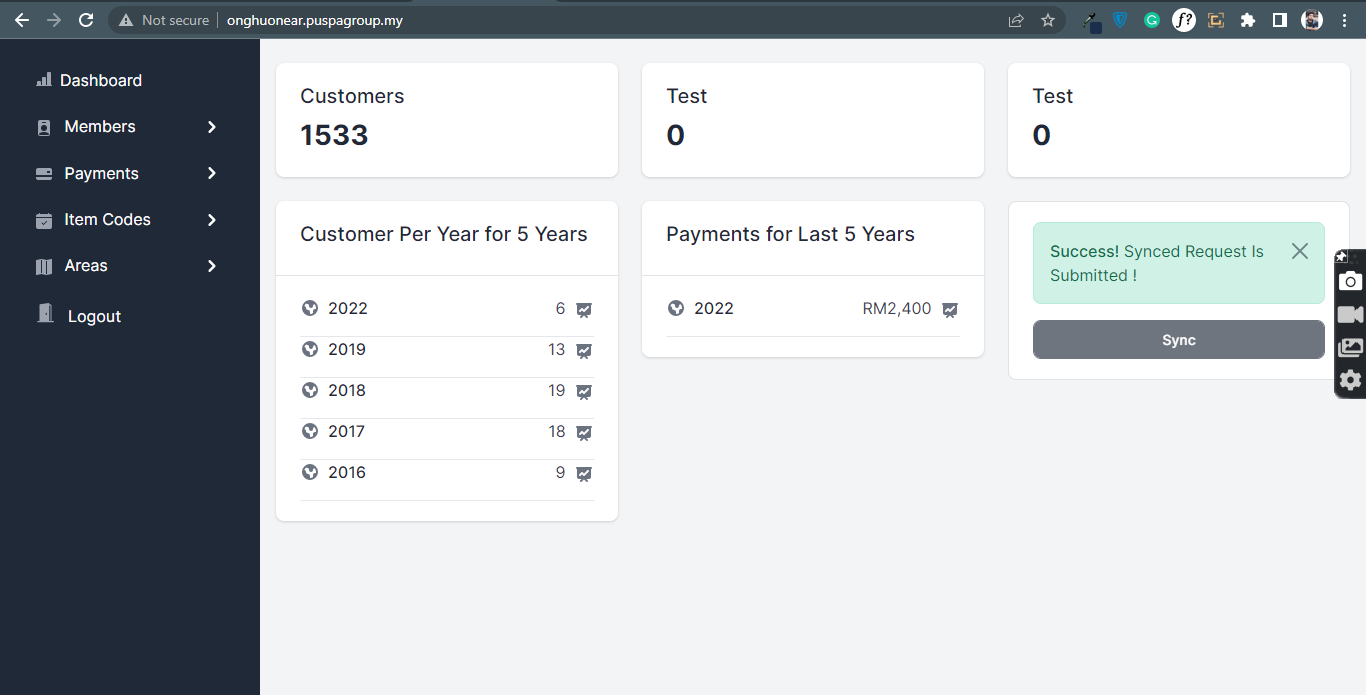 Not secure
onghuonear.puspagroup.my
Dashboard
Members
Payments
Item Codes
Areas
Logout
Customers
1533
Test
0
Test
0
Customer Per Year for 5 Years
2022 6
2019 13
2018 19
2017 18
2016 9
Payments for Last 5 Years
2022 RM2,400
Success! Synced Request Is
Submitted !
Sync